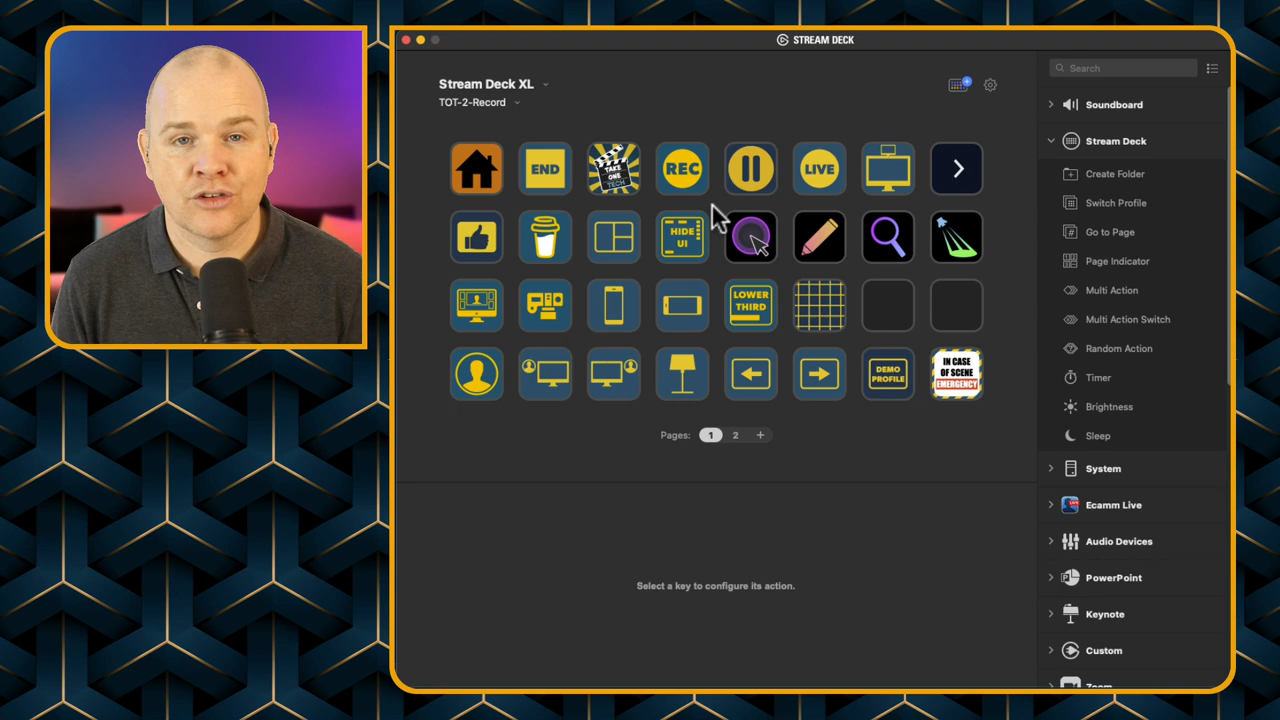 STREAM DECK
Stream Deck XL
TOT-2-Record
END
TAKE ONE
TECH
REC
LIVE
HIDE
UI
LOWER
THIRD
DEMO
PROFILE
IN CASE
OF SCENE
EMERGENCY
Pages: 1 2 +
Select a key to configure its action.
Search
Soundboard
Stream Deck
Create Folder
Switch Profile
Go to Page
Page Indicator
Multi Action
Multi Action Switch
Random Action
Timer
Brightness
Sleep
System
Ecamm Live
Audio Devices
PowerPoint
Keynote
Custom
Zoom